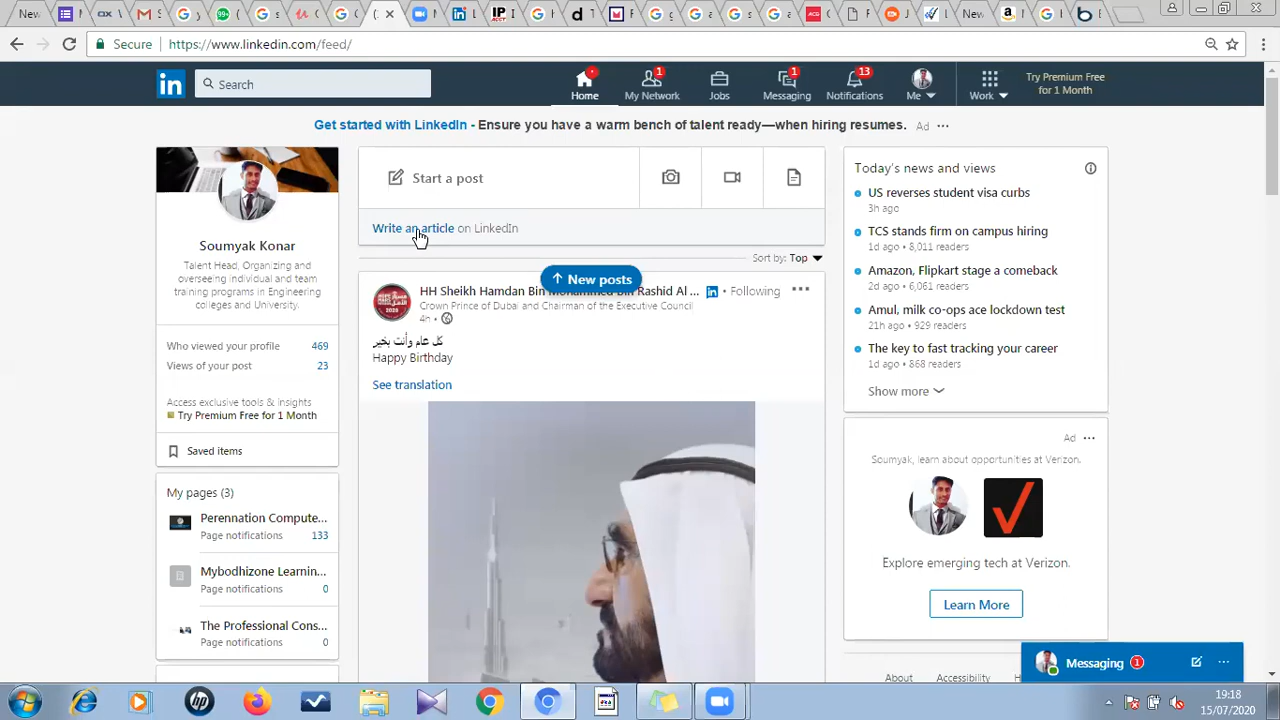 New
M
Secure
https://www.linkedin.com/feed/
in
Search
Home
1
My Network
Jobs
1
Messaging
13
Notifications
Me
Work
Try Premium Free
for 1 Month
Get started with LinkedIn - Ensure you have a warm bench of talent ready—when hiring resumes. Ad
Start a post
Write an article on LinkedIn
Sort by: Top
New posts
Soumyak Konar
Talent Head, Organizing and
overseeing individual and team
training programs in Engineering
colleges and University.
Who viewed your profile 469
Views of your post 23
Access exclusive tools & insights
Try Premium Free for 1 Month
Saved items
My pages (3)
Perennation Compute...
Page notifications 133
Mybodhizone Learnin...
Page notifications 0
The Professional Cons...
Page notifications 0
HH Sheikh Hamdan Bin Mohammed Bin Rashid Al ... in • Following
Crown Prince of Dubai and Chairman of the Executive Council
4h •
كل عام وأنت بخير
Happy Birthday
See translation
Today's news and views
US reverses student visa curbs
3h ago
TCS stands firm on campus hiring
1d ago • 8,011 readers
Amazon, Flipkart stage a comeback
2d ago • 6,061 readers
Amul, milk co-ops ace lockdown test
21h ago • 929 readers
The key to fast tracking your career
1d ago • 868 readers
Show more
Ad
Soumyak, learn about opportunities at Verizon.
Explore emerging tech at Verizon.
Learn More
About
Accessibility
Messaging 1
19:18
15/07/2020